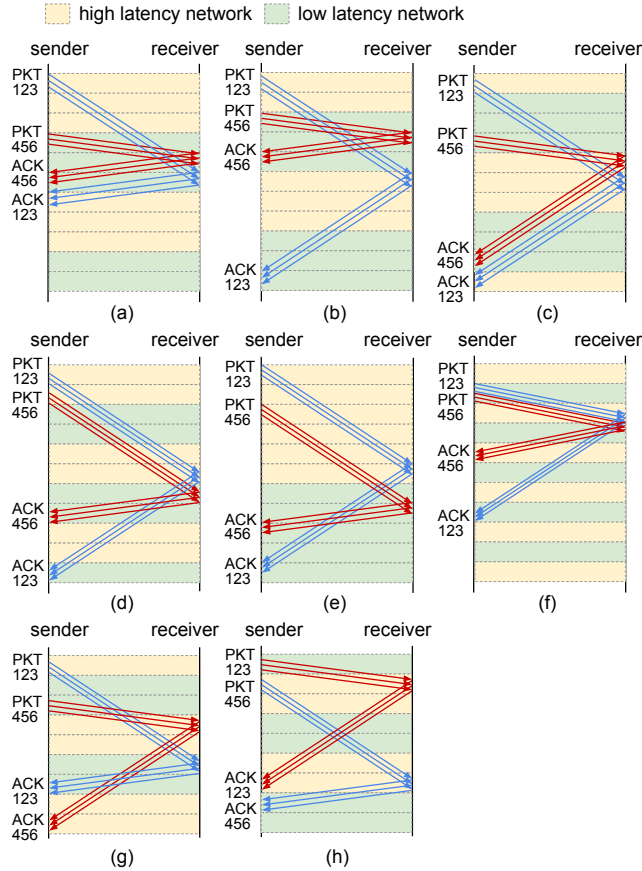 high latency network low latency network
sender receiver sender receiver sender receiver
PKT
123
PKT
456
ACK
456
ACK
123
(a)
PKT
123
PKT
456
ACK
456
ACK
123
(b)
PKT
123
PKT
456
ACK
456
ACK
123
(c)
sender receiver sender receiver sender receiver
PKT
123
PKT
456
ACK
456
ACK
123
(d)
PKT
123
PKT
456
ACK
456
ACK
123
(e)
PKT
123
PKT
456
ACK
456
ACK
123
(f)
sender receiver sender receiver
PKT
123
PKT
456
ACK
123
ACK
456
(g)
PKT
123
PKT
456
ACK
123
ACK
456
(h)